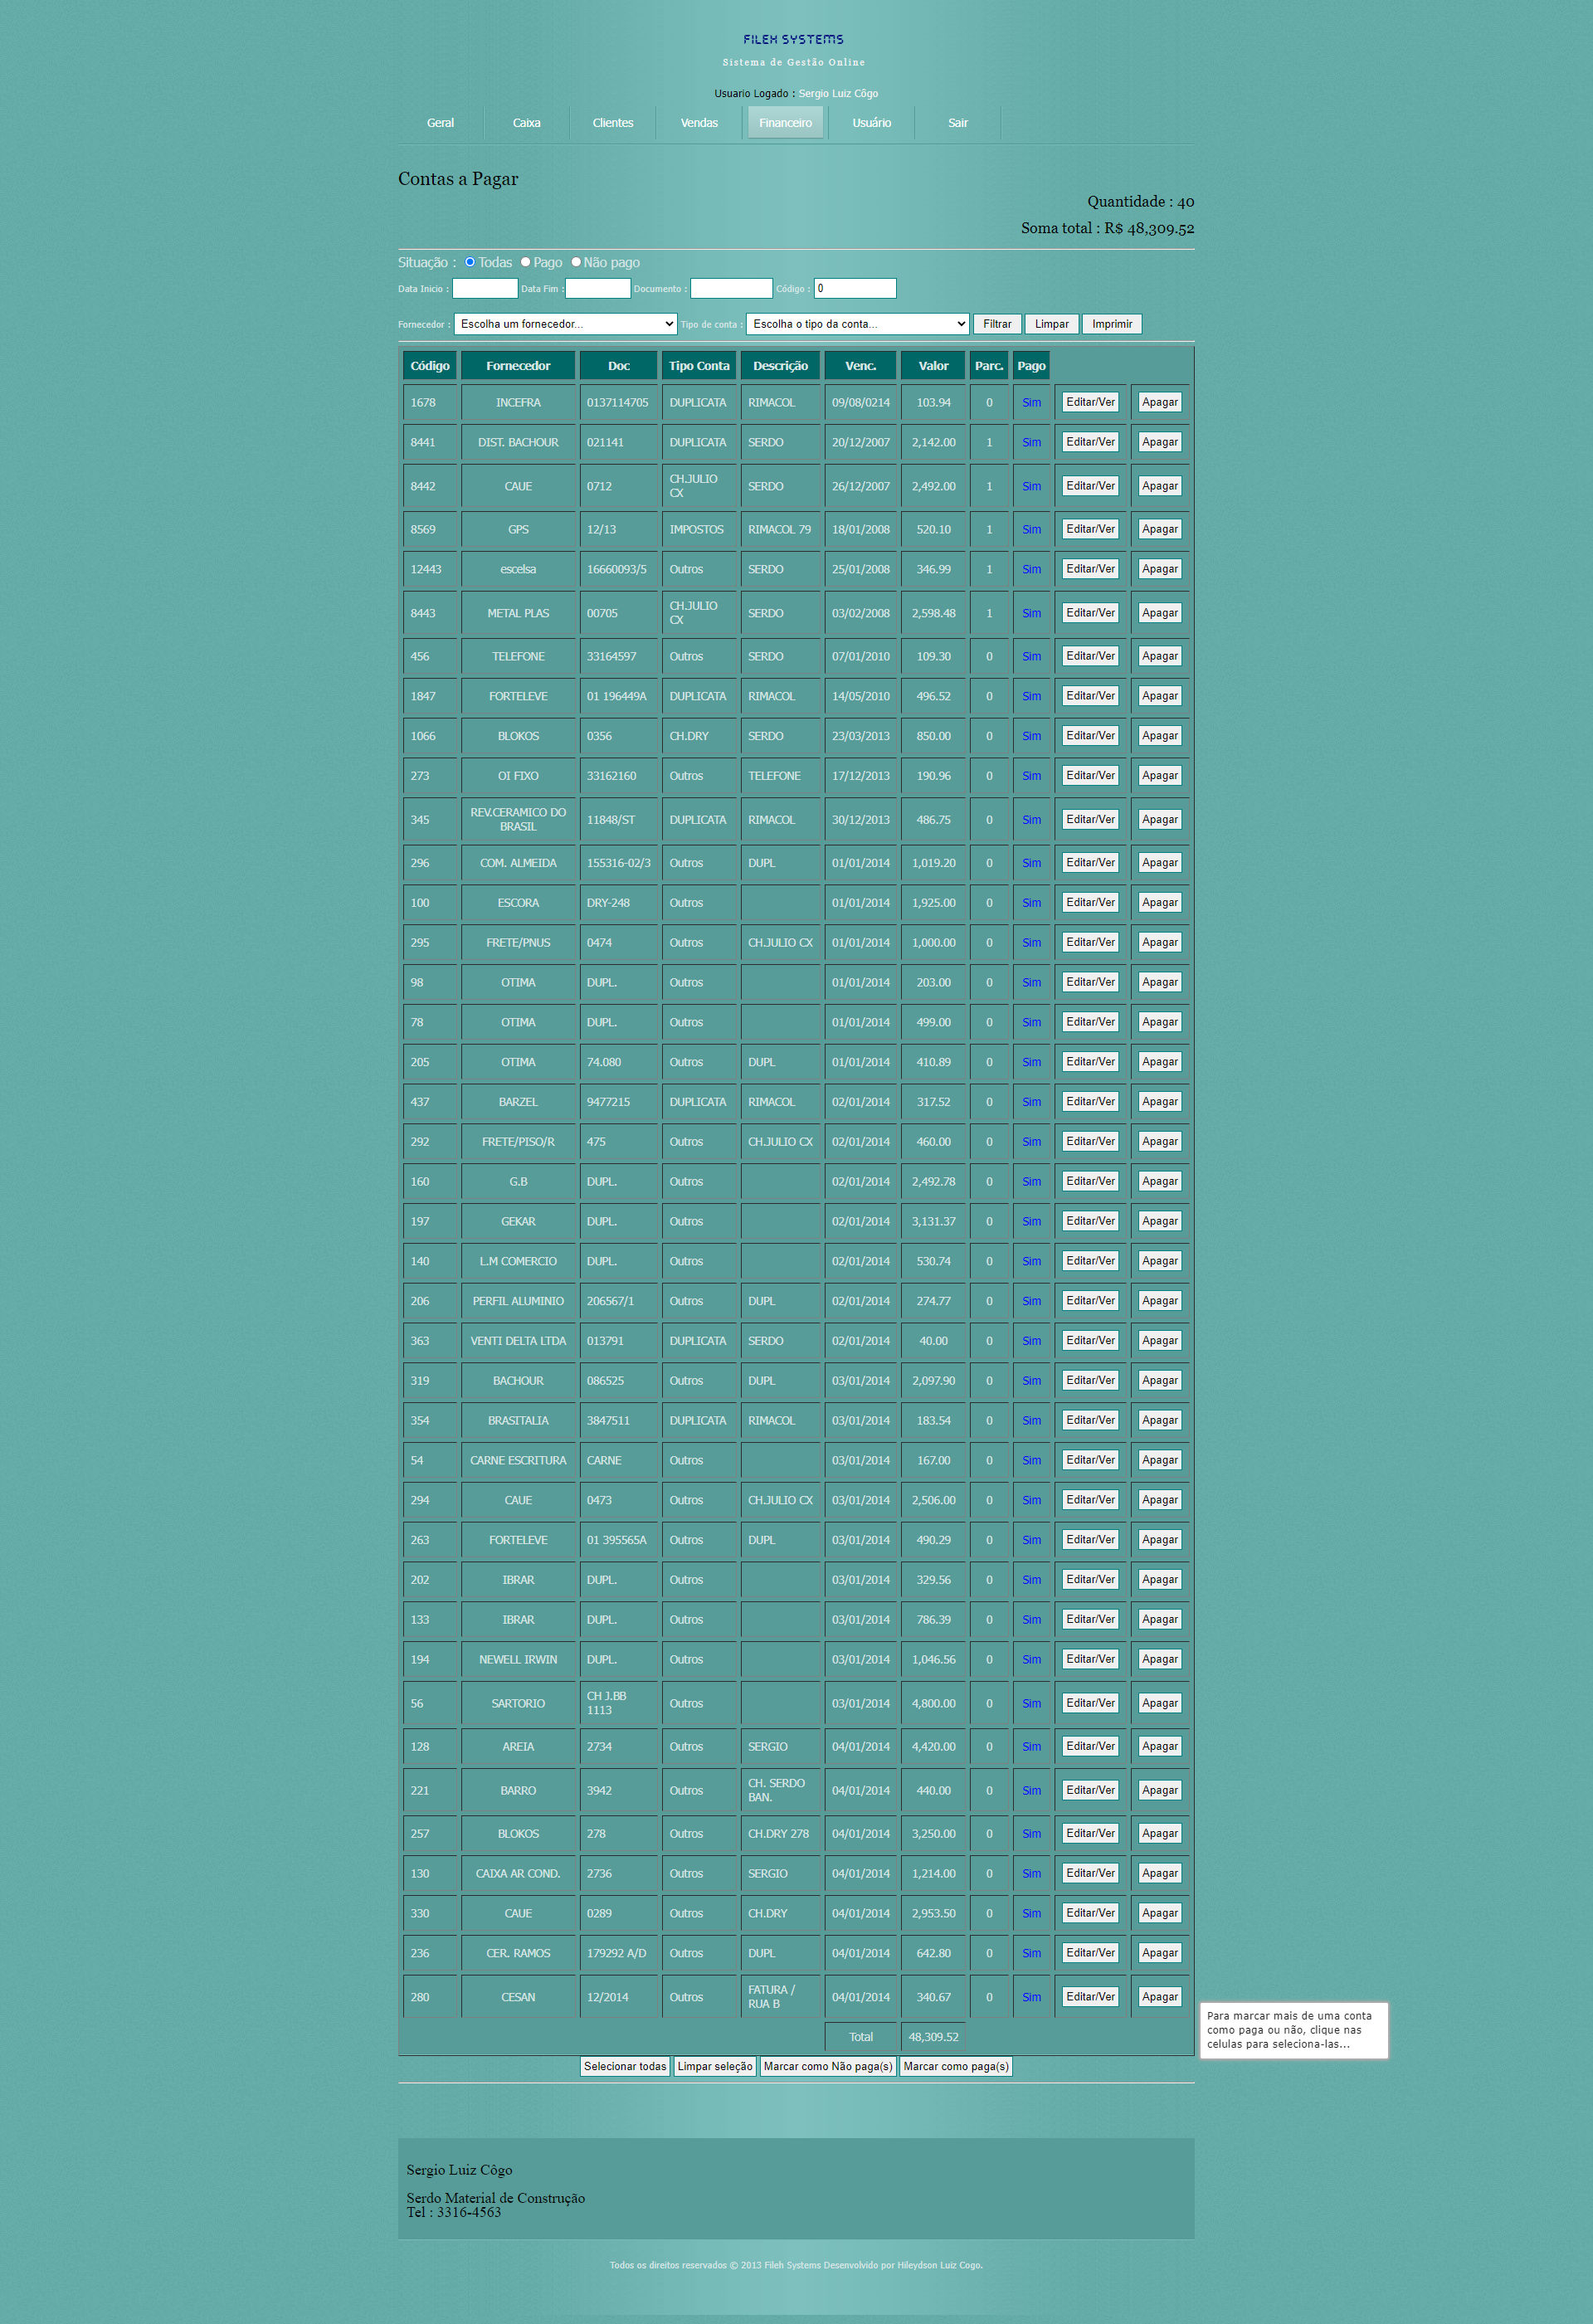 FILEH SYSTEMS
Sistema de Gestão Online
Usuario Logado : Sergio Luiz Côgo
Geral Caixa Clientes Vendas Financeiro Usuário Sair
Contas a Pagar
Quantidade : 40
Soma total : R$ 48,309.52
Situação : Todas Pago Não pago
Data Inicio : Data Fim : Documento : Código : 0
Fornecedor : Escolha um fornecedor... Tipo de conta : Escolha o tipo da conta... Filtrar Limpar Imprimir
Código Fornecedor Doc Tipo Conta Descrição Venc. Valor Parc. Pago
1678 INCEFRA 0137114705 DUPLICATA RIMACOL 09/08/0214 103.94 0 Sim Editar/Ver Apagar
8441 DIST. BACHOUR 021141 DUPLICATA SERDO 20/12/2007 2,142.00 1 Sim Editar/Ver Apagar
8442 CAUE 0712 CH.JULIO CX SERDO 26/12/2007 2,492.00 1 Sim Editar/Ver Apagar
8569 GPS 12/13 IMPOSTOS RIMACOL 79 18/01/2008 520.10 1 Sim Editar/Ver Apagar
12443 escelsa 16660093/5 Outros SERDO 25/01/2008 346.99 1 Sim Editar/Ver Apagar
8443 METAL PLAS 00705 CH.JULIO CX SERDO 03/02/2008 2,598.48 1 Sim Editar/Ver Apagar
456 TELEFONE 33164597 Outros SERDO 07/01/2010 109.30 0 Sim Editar/Ver Apagar
1847 FORTELEVE 01 196449A DUPLICATA RIMACOL 14/05/2010 496.52 0 Sim Editar/Ver Apagar
1066 BLOKOS 0356 CH.DRY SERDO 23/03/2013 850.00 0 Sim Editar/Ver Apagar
273 OI FIXO 33162160 Outros TELEFONE 17/12/2013 190.96 0 Sim Editar/Ver Apagar
345 REV.CERAMICO DO BRASIL 11848/ST DUPLICATA RIMACOL 30/12/2013 486.75 0 Sim Editar/Ver Apagar
296 COM. ALMEIDA 155316-02/3 Outros DUPL 01/01/2014 1,019.20 0 Sim Editar/Ver Apagar
100 ESCORA DRY-248 Outros 01/01/2014 1,925.00 0 Sim Editar/Ver Apagar
295 FRETE/PNUS 0474 Outros CH.JULIO CX 01/01/2014 1,000.00 0 Sim Editar/Ver Apagar
98 OTIMA DUPL. Outros 01/01/2014 203.00 0 Sim Editar/Ver Apagar
78 OTIMA DUPL. Outros 01/01/2014 499.00 0 Sim Editar/Ver Apagar
205 OTIMA 74.080 Outros DUPL 01/01/2014 410.89 0 Sim Editar/Ver Apagar
437 BARZEL 9477215 DUPLICATA RIMACOL 02/01/2014 317.52 0 Sim Editar/Ver Apagar
292 FRETE/PISO/R 475 Outros CH.JULIO CX 02/01/2014 460.00 0 Sim Editar/Ver Apagar
160 G.B DUPL. Outros 02/01/2014 2,492.78 0 Sim Editar/Ver Apagar
197 GEKAR DUPL. Outros 02/01/2014 3,131.37 0 Sim Editar/Ver Apagar
140 L.M COMERCIO DUPL. Outros 02/01/2014 530.74 0 Sim Editar/Ver Apagar
206 PERFIL ALUMINIO 206567/1 Outros DUPL 02/01/2014 274.77 0 Sim Editar/Ver Apagar
363 VENTI DELTA LTDA 013791 DUPLICATA SERDO 02/01/2014 40.00 0 Sim Editar/Ver Apagar
319 BACHOUR 086525 Outros DUPL 03/01/2014 2,097.90 0 Sim Editar/Ver Apagar
354 BRASITALIA 3847511 DUPLICATA RIMACOL 03/01/2014 183.54 0 Sim Editar/Ver Apagar
54 CARNE ESCRITURA CARNE Outros 03/01/2014 167.00 0 Sim Editar/Ver Apagar
294 CAUE 0473 Outros CH.JULIO CX 03/01/2014 2,506.00 0 Sim Editar/Ver Apagar
263 FORTELEVE 01 395565A Outros DUPL 03/01/2014 490.29 0 Sim Editar/Ver Apagar
202 IBRAR DUPL. Outros 03/01/2014 329.56 0 Sim Editar/Ver Apagar
133 IBRAR DUPL. Outros 03/01/2014 786.39 0 Sim Editar/Ver Apagar
194 NEWELL IRWIN DUPL. Outros 03/01/2014 1,046.56 0 Sim Editar/Ver Apagar
56 SARTORIO CH J.BB 1113 Outros 03/01/2014 4,800.00 0 Sim Editar/Ver Apagar
128 AREIA 2734 Outros SERGIO 04/01/2014 4,420.00 0 Sim Editar/Ver Apagar
221 BARRO 3942 Outros CH. SERDO BAN. 04/01/2014 440.00 0 Sim Editar/Ver Apagar
257 BLOKOS 278 Outros CH.DRY 278 04/01/2014 3,250.00 0 Sim Editar/Ver Apagar
130 CAIXA AR COND. 2736 Outros SERGIO 04/01/2014 1,214.00 0 Sim Editar/Ver Apagar
330 CAUE 0289 Outros CH.DRY 04/01/2014 2,953.50 0 Sim Editar/Ver Apagar
236 CER. RAMOS 179292 A/D Outros DUPL 04/01/2014 642.80 0 Sim Editar/Ver Apagar
280 CESAN 12/2014 Outros FATURA / RUA B 04/01/2014 340.67 0 Sim Editar/Ver Apagar
Total 48,309.52
Para marcar mais de uma conta
como paga ou não, clique nas
celulas para seleciona-las...
Selecionar todas Limpar seleção Marcar como Não paga(s) Marcar como paga(s)
Sergio Luiz Côgo
Serdo Material de Construção
Tel : 3316-4563
Todos os direitos reservados © 2013 Fileh Systems Desenvolvido por Hileydson Luiz Cogo.